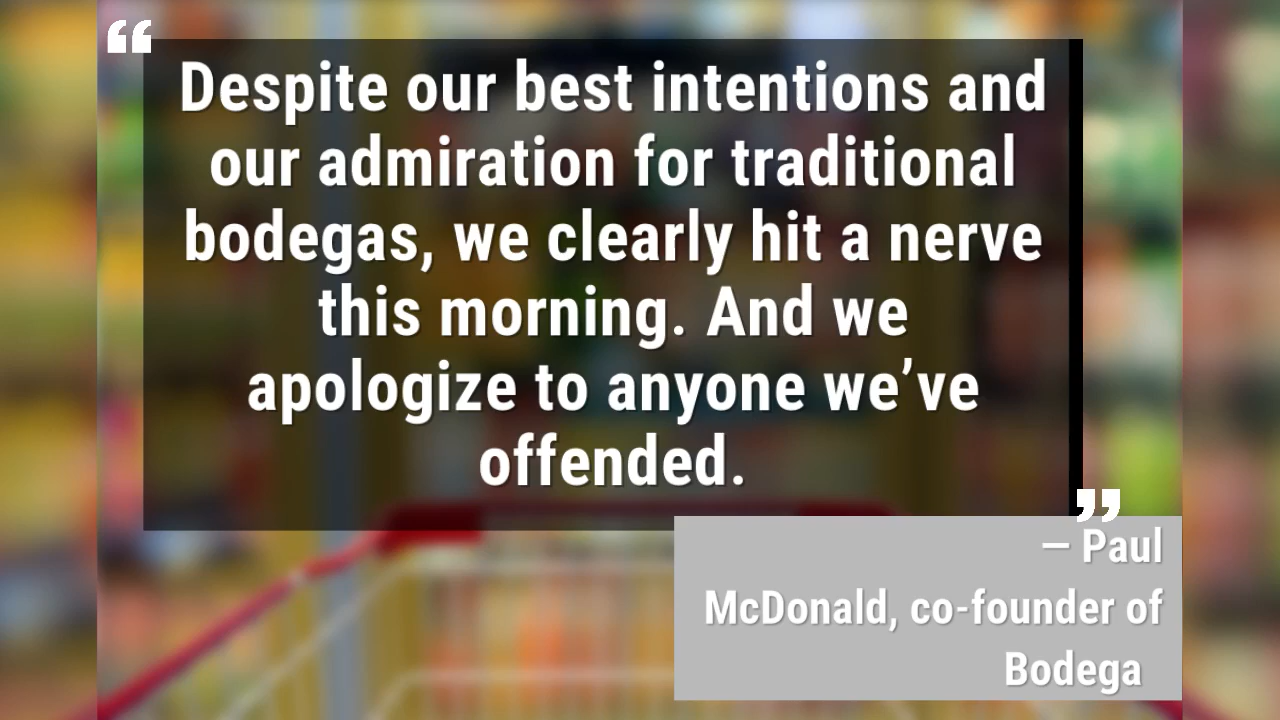 “
Despite our best intentions and
our admiration for traditional
bodegas, we clearly hit a nerve
this morning. And we
apologize to anyone we’ve
offended.
”
– Paul
McDonald, co-founder of
Bodega